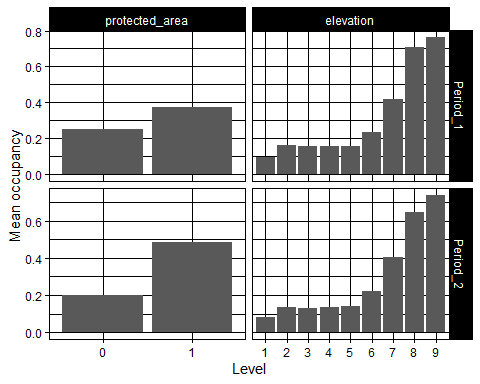 protected_area elevation
0.8
0.6
0.4
0.2
0.0
Period_1
Mean occupancy
0.6
0.4
0.2
0.0
Period_2
0 1 1 2 3 4 5 6 7 8 9
Level